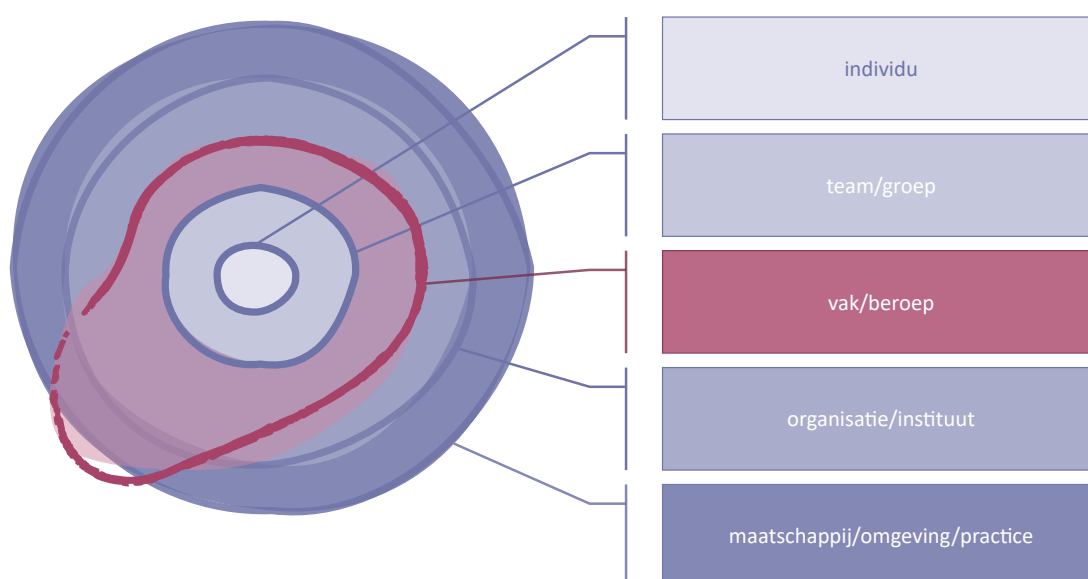 individu
team/groep
vak/beroep
organisatie/instituut
maatschappij/omgeving/practice